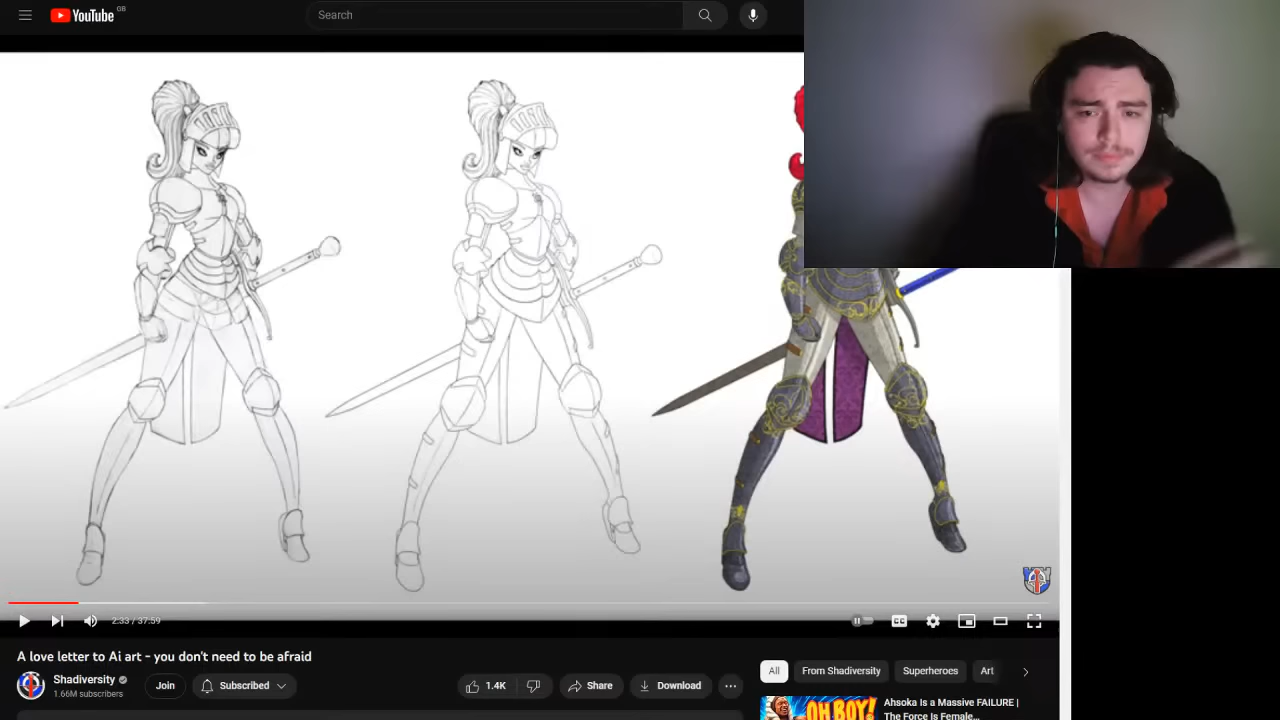 YouTube GB
Search
2:33 / 37:59
CC
A love letter to Ai art - you don't need to be afraid
Shadiversity
1.66M subscribers
Join
Subscribed
1.4K
Share
Download
All
From Shadiversity
Superheroes
Art
OH BOY!
Ahsoka Is a Massive FAILURE |
The Force Is Female...